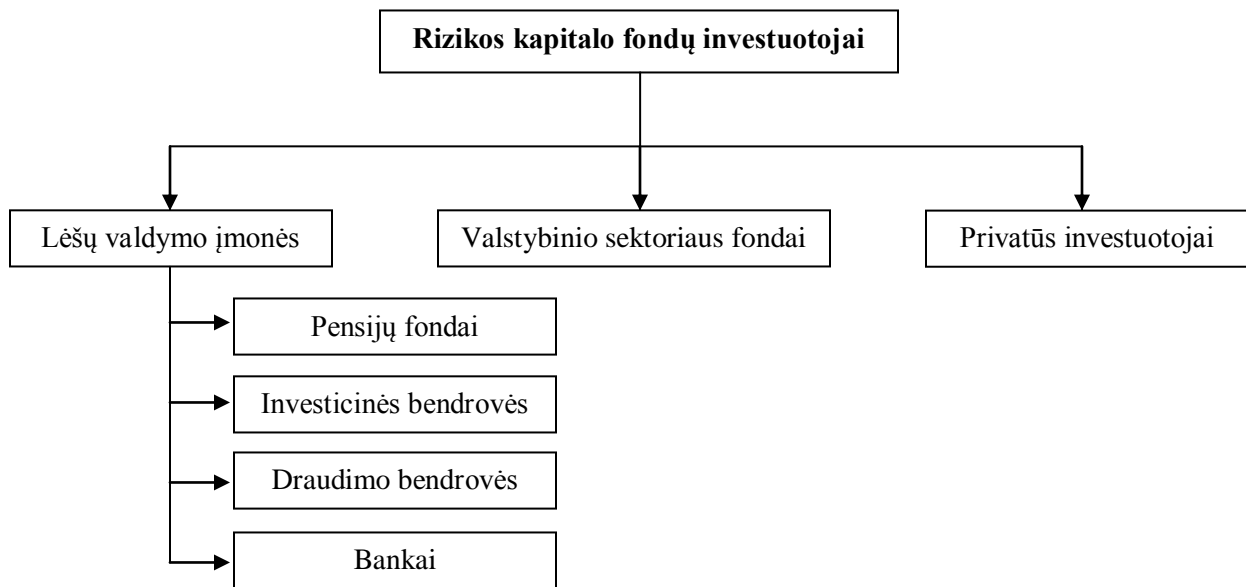 Rizikos kapitalo fondų investuotojai
Lėšų valdymo įmonės
Valstybinio sektoriaus fondai
Privatūs investuotojai
Pensijų fondai
Investicinės bendrovės
Draudimo bendrovės
Bankai